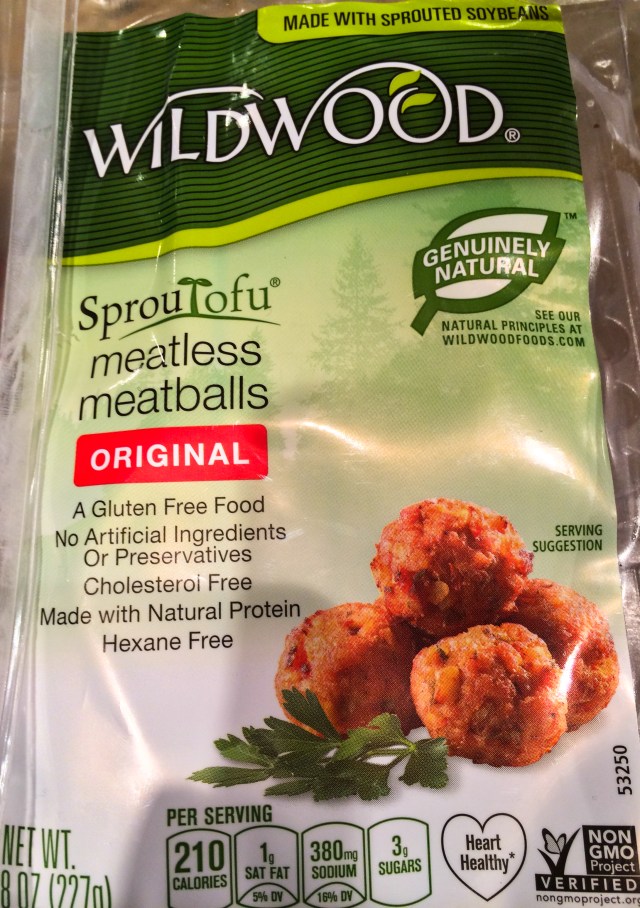 MADE WITH SPROUTED SOYBEANS
WILDWOOD®
GENUINELY
NATURAL™
SEE OUR
NATURAL PRINCIPLES AT
WILDWOODFOODS.COM
SprouTofu®
meatless
meatballs
ORIGINAL
A Gluten Free Food
No Artificial Ingredients
Or Preservatives
Cholesterol Free
Made with Natural Protein
Hexane Free
SERVING
SUGGESTION
53250
PER SERVING
210
CALORIES
1g
SAT FAT
5% DV
380mg
SODIUM
16% DV
3g
SUGARS
Heart
Healthy*
NON
GMO
Project
VERIFIED
nongmoproject.org
NET WT.
8 OZ (227g)